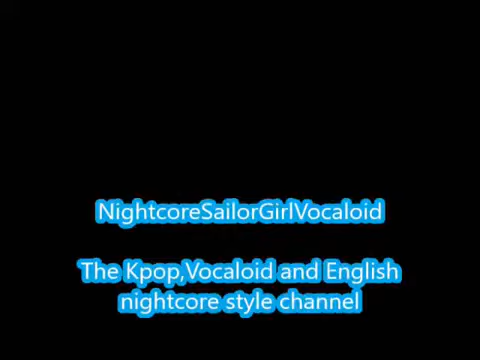 NightcoreSailorGirlVocaloid
The Kpop,Vocaloid and English
nightcore style channel